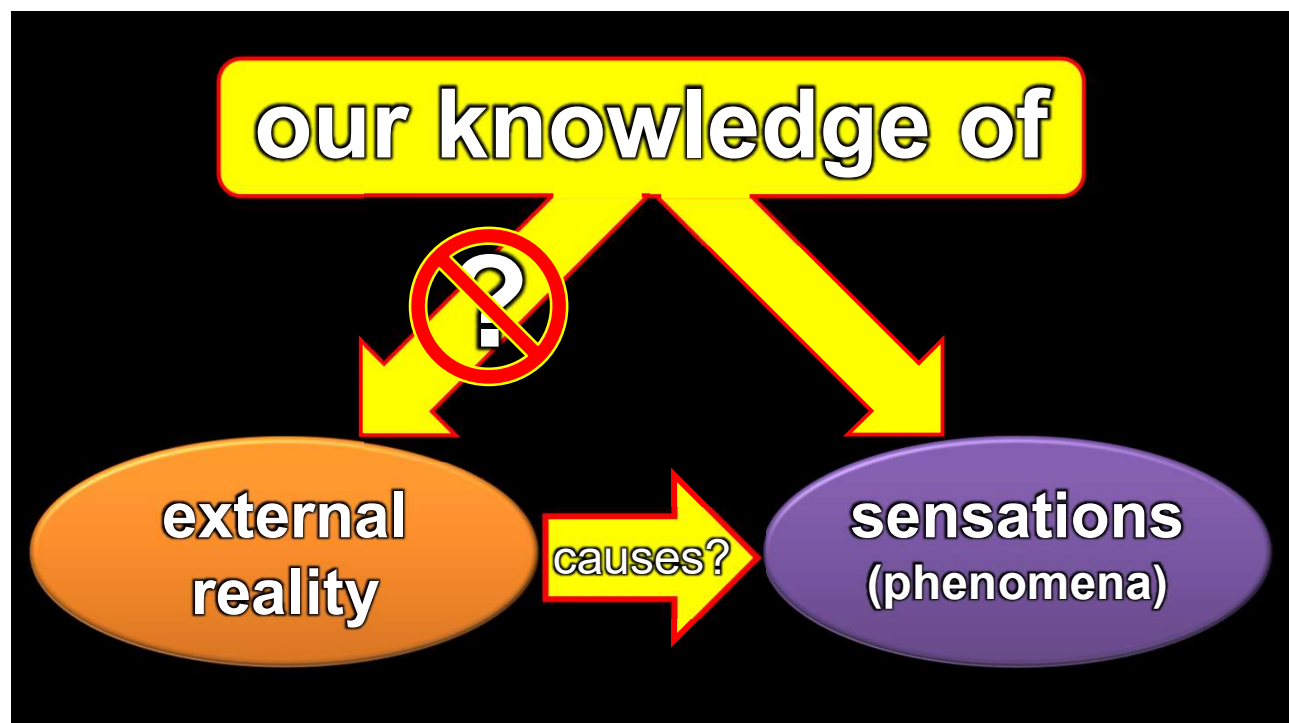 our knowledge of
?
external
reality
causes?
sensations
(phenomena)